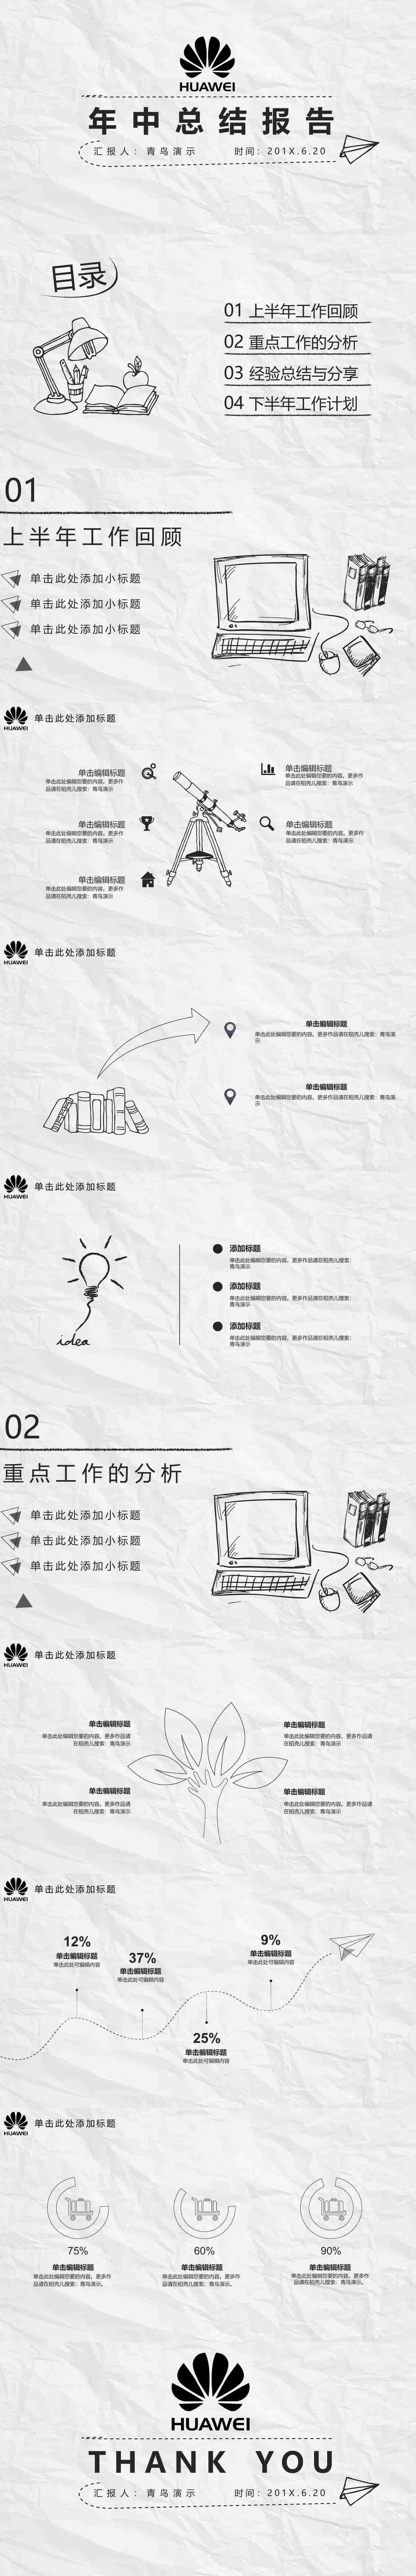 HUAWEI
年中总结报告
汇报人：青鸟演示 时间：201X.6.20
目录
01 上半年工作回顾
02 重点工作的分析
03 经验总结与分享
04 下半年工作计划
01
上半年工作回顾
单击此处添加小标题
单击此处添加小标题
单击此处添加小标题
HUAWEI
单击此处添加标题
单击编辑标题
单击此处编辑您要的内容。更多作
品请在稻壳儿搜索：青鸟演示
单击编辑标题
单击此处编辑您要的内容。更多作
品请在稻壳儿搜索：青鸟演示
单击编辑标题
单击此处编辑您要的内容。更多作
品请在稻壳儿搜索：青鸟演示
单击编辑标题
单击此处编辑您要的内容。更多作
品请在稻壳儿搜索：青鸟演示
单击编辑标题
单击此处编辑您要的内容。更多作
品请在稻壳儿搜索：青鸟演示
HUAWEI
单击此处添加标题
单击编辑标题
单击此处编辑您要的内容。更多作品请在稻壳儿搜索：青鸟演
示
单击编辑标题
单击此处编辑您要的内容。更多作品请在稻壳儿搜索：青鸟演
示
HUAWEI
单击此处添加标题
idea
添加标题
单击此处编辑您要的内容。更多作品请在稻壳儿搜索：
青鸟演示
添加标题
单击此处编辑您要的内容。更多作品请在稻壳儿搜索：
青鸟演示
添加标题
单击此处编辑您要的内容。更多作品请在稻壳儿搜索：
青鸟演示
02
重点工作的分析
单击此处添加小标题
单击此处添加小标题
单击此处添加小标题
HUAWEI
单击此处添加标题
单击编辑标题
单击此处编辑您要的内容。更多作品请
在稻壳儿搜索：青鸟演示
单击编辑标题
单击此处编辑您要的内容。更多作品请
在稻壳儿搜索：青鸟演示
单击编辑标题
单击此处编辑您要的内容。更多作品请
在稻壳儿搜索：青鸟演示
单击编辑标题
单击此处编辑您要的内容。更多作品请
在稻壳儿搜索：青鸟演示
HUAWEI
单击此处添加标题
12%
单击编辑标题
单击此处可编辑内容
37%
单击编辑标题
单击此处可编辑内容
25%
单击编辑标题
单击此处可编辑内容
9%
单击编辑标题
单击此处可编辑内容
HUAWEI
单击此处添加标题
75%
单击编辑标题
单击此处编辑您要的内容。更多作
品请在稻壳儿搜索：青鸟演示。
60%
单击编辑标题
单击此处编辑您要的内容。更多作
品请在稻壳儿搜索：青鸟演示。
90%
单击编辑标题
单击此处编辑您要的内容。更多作
品请在稻壳儿搜索：青鸟演示。
HUAWEI
THANK YOU
汇报人：青鸟演示 时间：201X.6.20